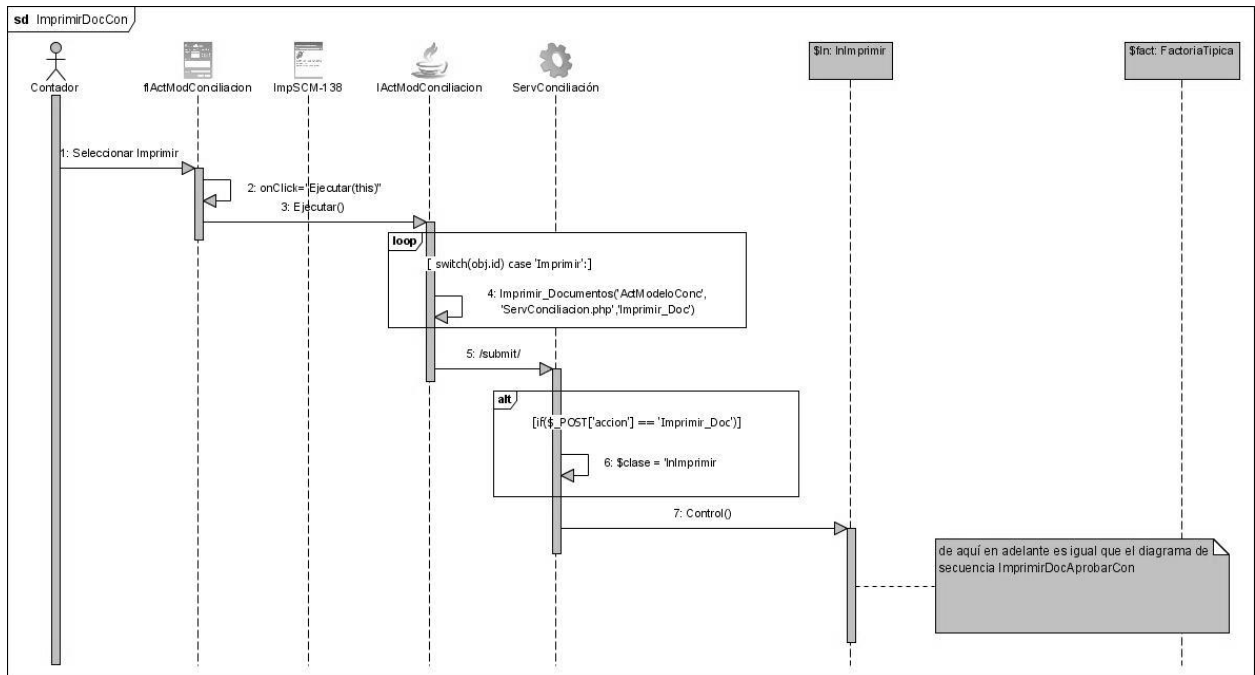 sd ImprimirDocCon
Contador
flActModConciliacion
ImpSCM-138
IActModConciliacion
ServConciliación
$In: InImprimir
$fact: FactoriaTipica
1: Seleccionar Imprimir
2: onClick="Ejecutar(this)"
3: Ejecutar()
loop
[ switch(obj.id) case 'Imprimir':]
4: Imprimir_Documentos('ActModeloConc',
'ServConciliacion.php','Imprimir_Doc')
5: /submit/
alt
[if($_POST['accion'] == 'Imprimir_Doc')]
6: $clase = 'InImprimir
7: Control()
de aquí en adelante es igual que el diagrama de
secuencia ImprimirDocAprobarCon